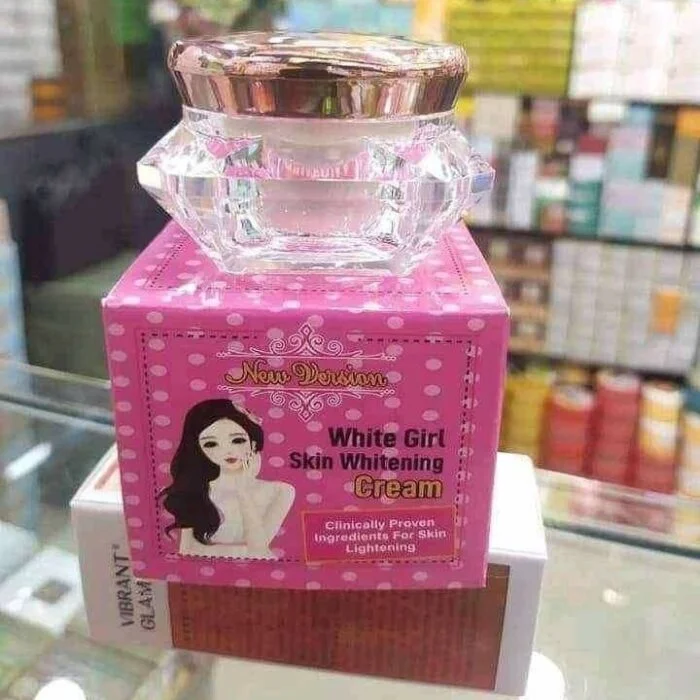 New Version
White Girl
Skin Whitening
Cream
Clinically Proven
Ingredients For Skin
Lightening
VIBRANT
GLAM